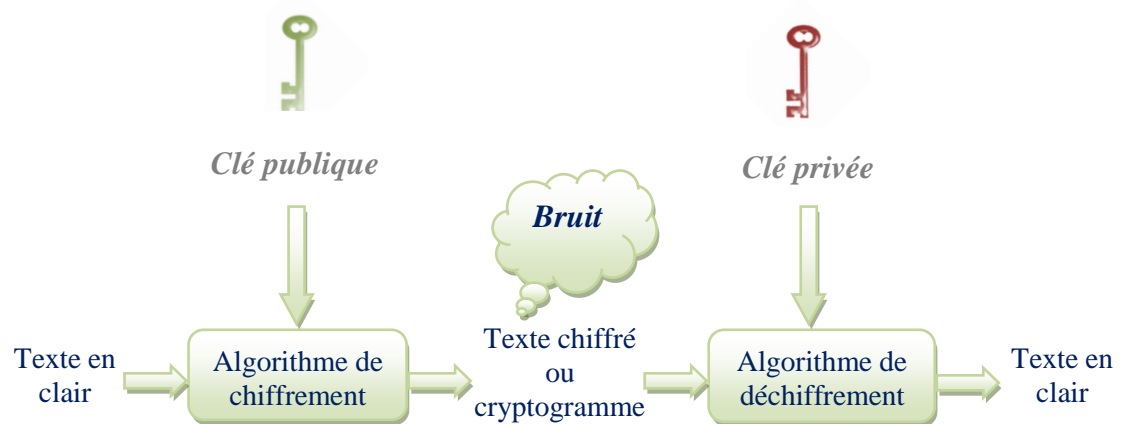 Clé publique
Clé privée
Bruit
Texte en
clair
Algorithme de
chiffrement
Texte chiffré
ou
cryptogramme
Algorithme de
déchiffrement
Texte en
clair